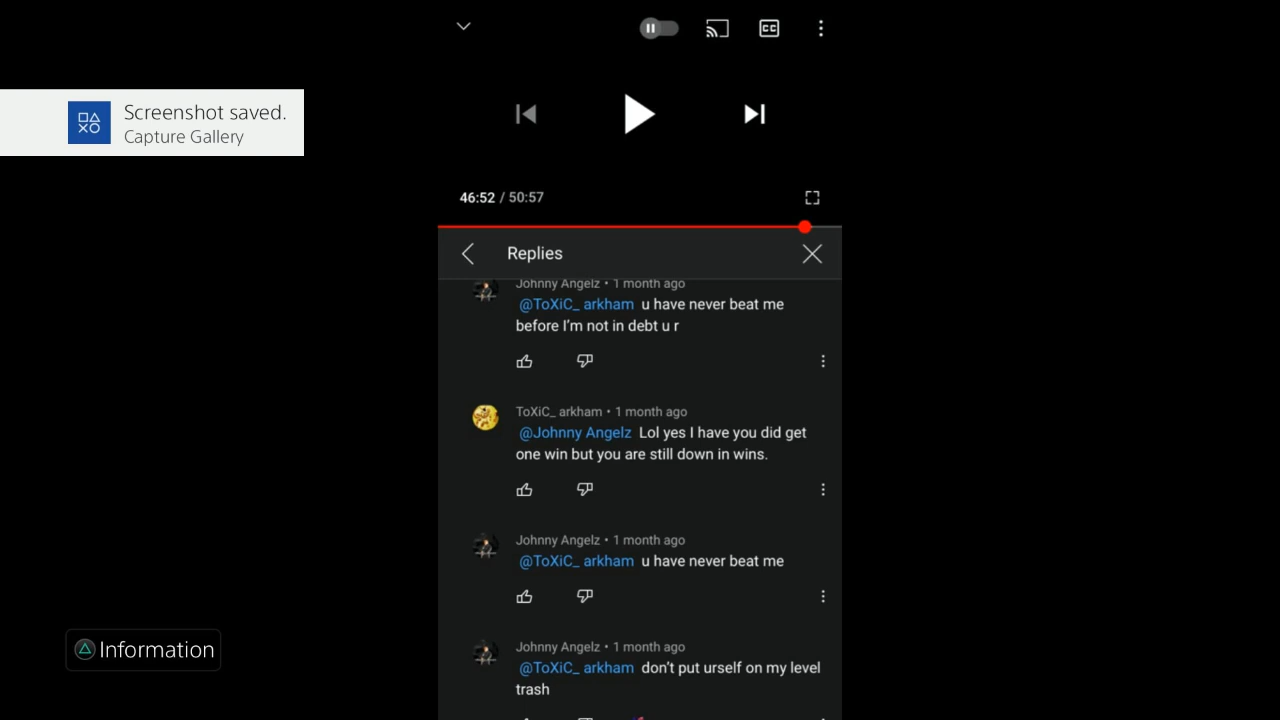 Screenshot saved.
Capture Gallery
CC
46:52 / 50:57
Replies
Johnny Angelz • 1 month ago
@ToXiC_ arkham u have never beat me
before I'm not in debt u r
ToXiC_ arkham • 1 month ago
@Johnny Angelz Lol yes I have you did get
one win but you are still down in wins.
Johnny Angelz • 1 month ago
@ToXiC_ arkham u have never beat me
Johnny Angelz • 1 month ago
@ToXiC_ arkham don't put urself on my level
trash
Information